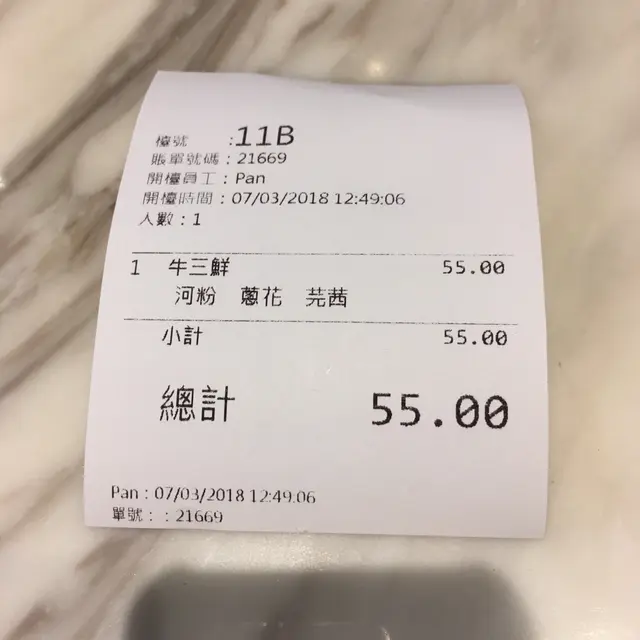 檯號 :11B
賬單號碼：21669
開檯員工：Pan
開檯時間：07/03/2018 12:49:06
人數：1
1 牛三鮮 55.00
河粉 蔥花 芫茜
小計 55.00
總計 55.00
Pan：07/03/2018 12:49:06
單號：：21669